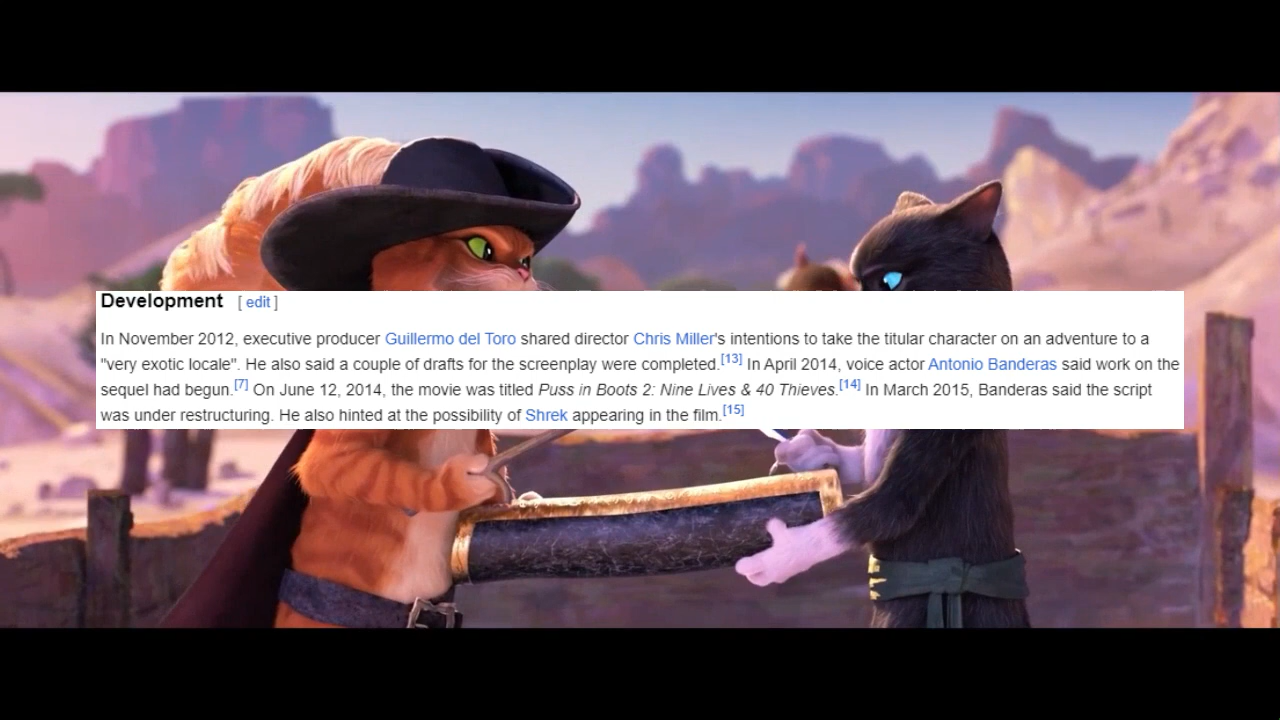 Development [ edit ]
In November 2012, executive producer Guillermo del Toro shared director Chris Miller's intentions to take the titular character on an adventure to a
"very exotic locale". He also said a couple of drafts for the screenplay were completed.[13] In April 2014, voice actor Antonio Banderas said work on the
sequel had begun.[7] On June 12, 2014, the movie was titled Puss in Boots 2: Nine Lives & 40 Thieves.[14] In March 2015, Banderas said the script
was under restructuring. He also hinted at the possibility of Shrek appearing in the film.[15]